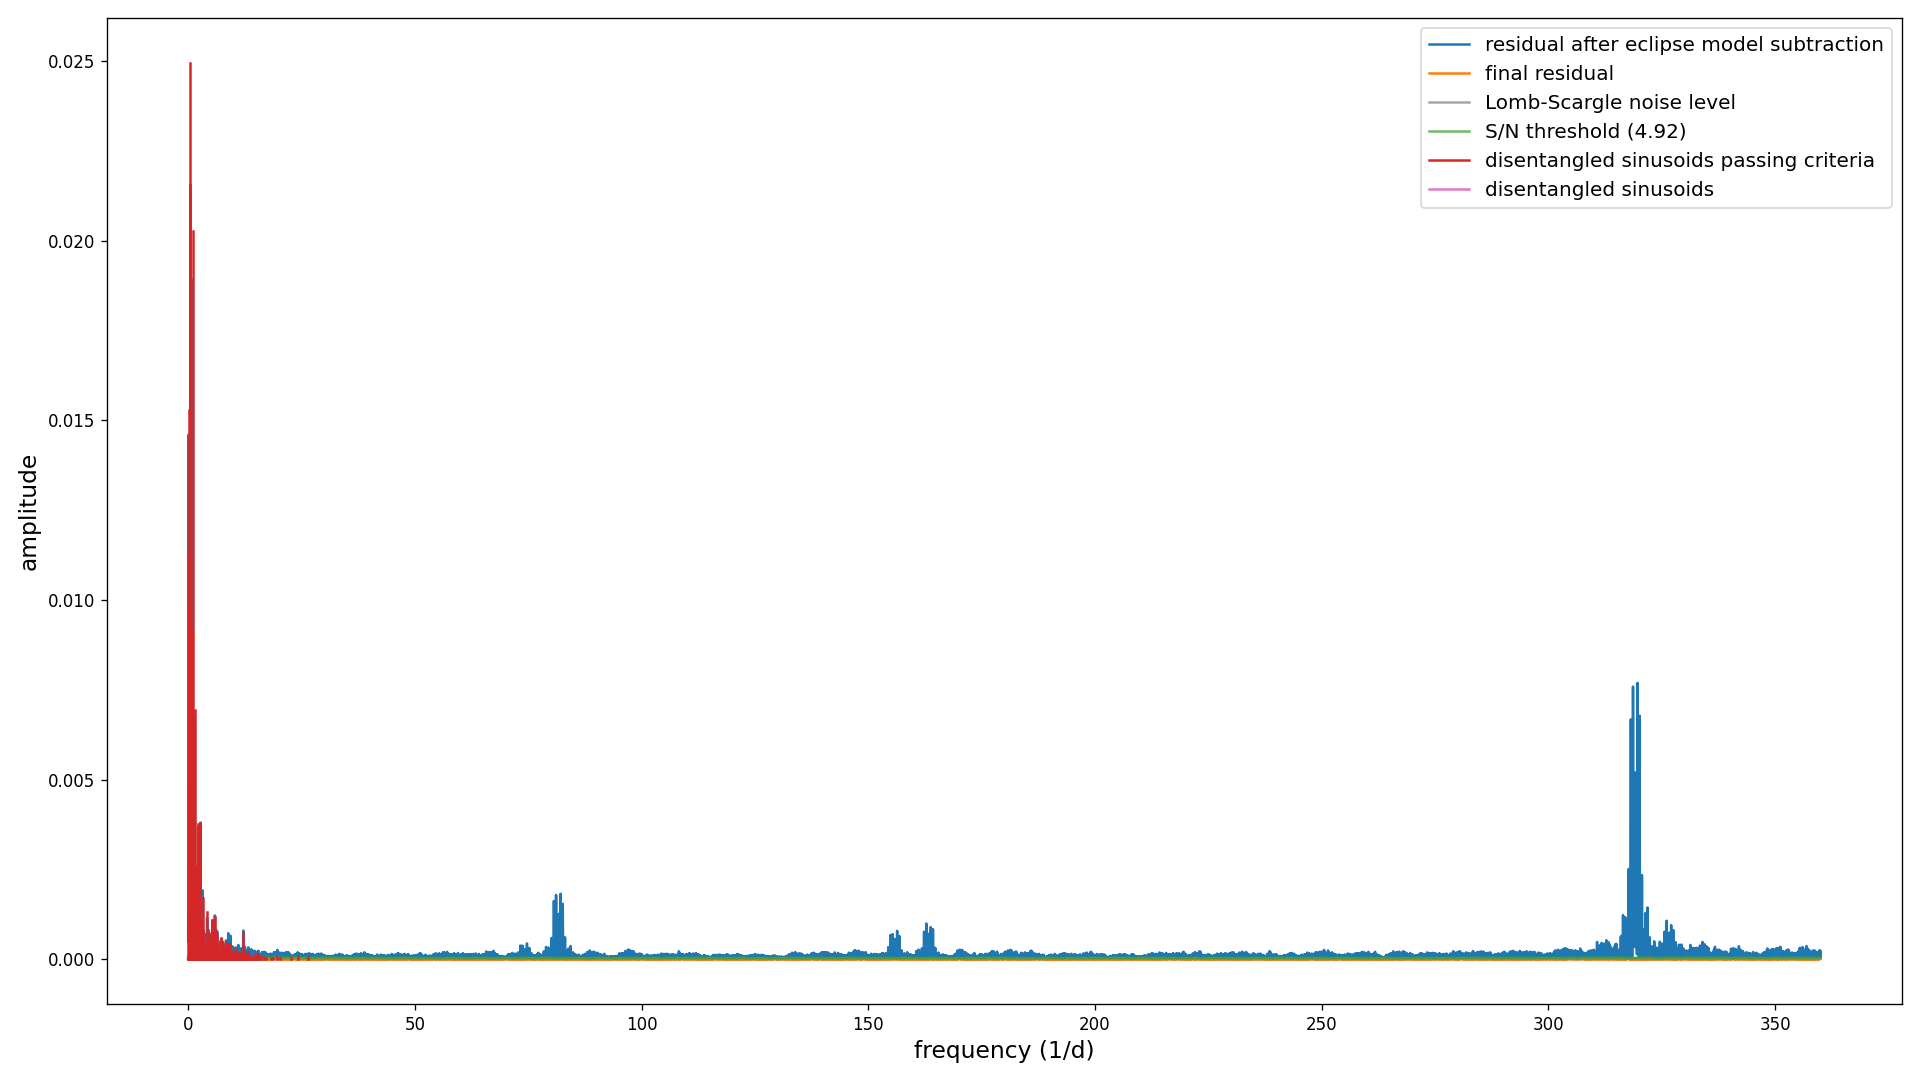 residual after eclipse model subtraction
final residual
Lomb-Scargle noise level
S/N threshold (4.92)
disentangled sinusoids passing criteria
disentangled sinusoids
amplitude
0.025
0.020
0.015
0.010
0.005
0.000
0 50 100 150 200 250 300 350
frequency (1/d)